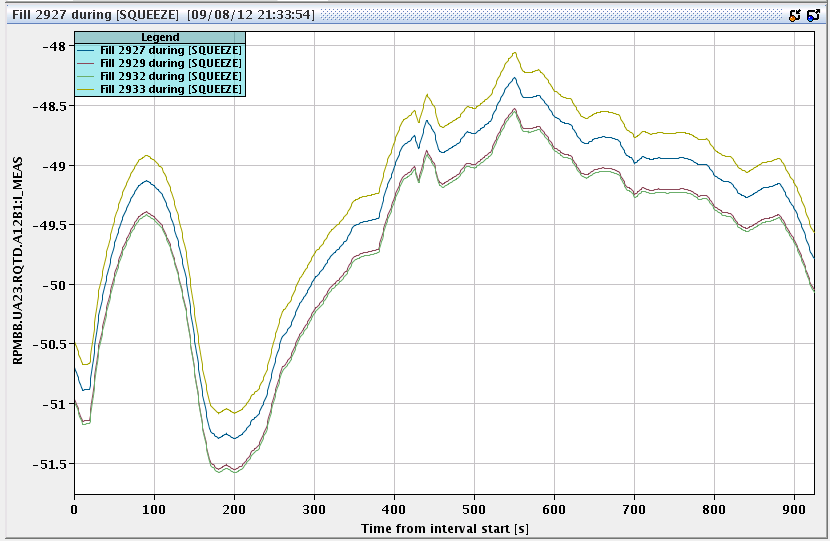 Fill 2927 during [SQUEEZE] [09/08/12 21:33:54]
Legend
Fill 2927 during [SQUEEZE]
Fill 2929 during [SQUEEZE]
Fill 2932 during [SQUEEZE]
Fill 2933 during [SQUEEZE]
RPMBB.UA23.RQTD.A12B1:I_MEAS
-48
-48.5
-49
-49.5
-50
-50.5
-51
-51.5
0 100 200 300 400 500 600 700 800 900
Time from interval start [s]